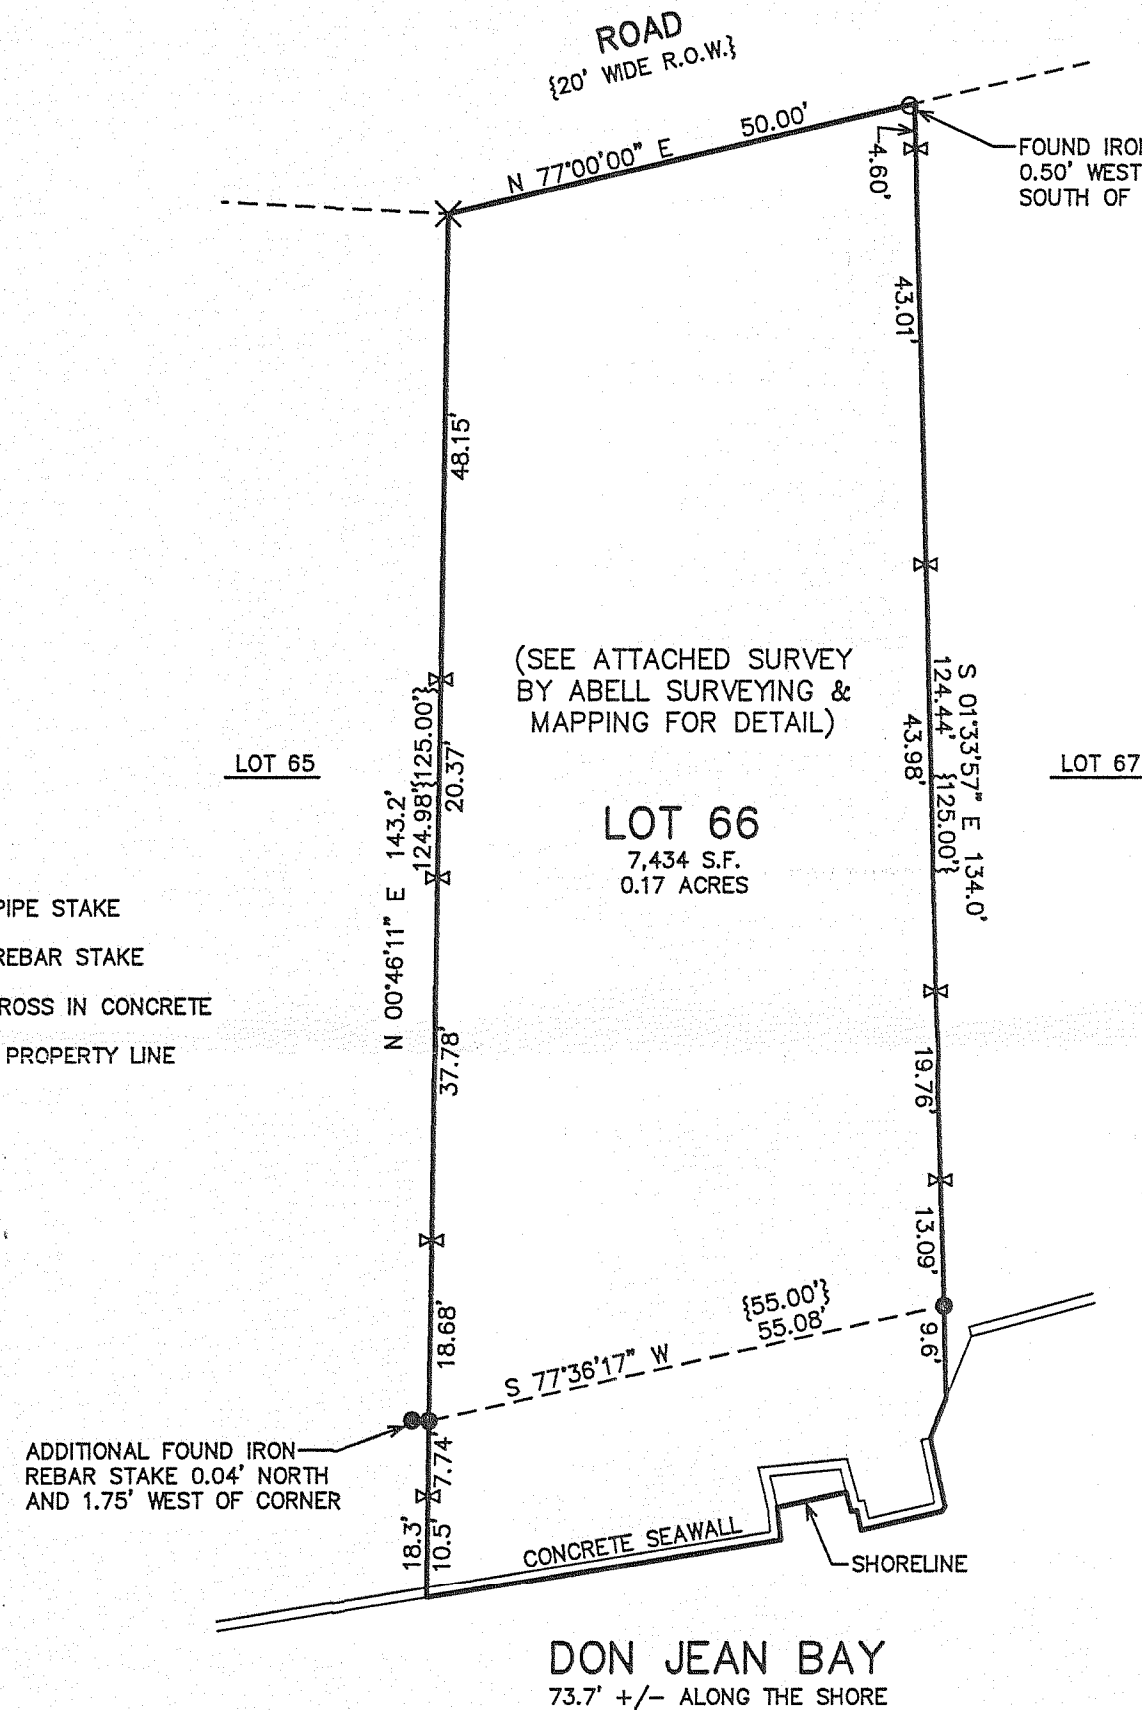 ROAD
{20' WIDE R.O.W.}
N 77°00'00" E 50.00'
4.60'
FOUND IRON
0.50' WEST
SOUTH OF
43.01'
48.15'
(SEE ATTACHED SURVEY
BY ABELL SURVEYING &
MAPPING FOR DETAIL)
S 01°33'57" E 134.0'
124.44' {125.00'}
43.98'
124.98' {125.00'}
20.37'
LOT 65
LOT 67
N 00°46'11" E 143.2'
LOT 66
7,434 S.F.
0.17 ACRES
PIPE STAKE
REBAR STAKE
ROSS IN CONCRETE
PROPERTY LINE
37.78'
19.76'
13.09'
18.68'
{55.00'}
55.08'
S 77°36'17" W
9.6'
ADDITIONAL FOUND IRON
REBAR STAKE 0.04' NORTH
AND 1.75' WEST OF CORNER
7.74'
18.3'
10.5'
CONCRETE SEAWALL
SHORELINE
DON JEAN BAY
73.7' +/- ALONG THE SHORE